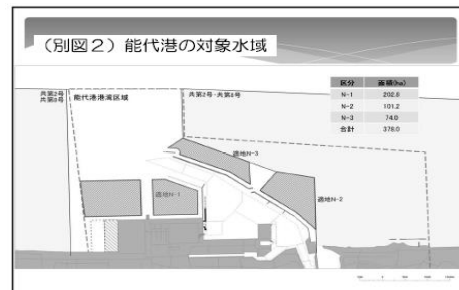 （別図２）能代港の対象水域
共第2号
共第8号
能代港港湾区域
共第2号・共第8号
区分 面積(ha)
N-1 202.8
N-2 101.2
N-3 74.0
合計 378.0
適地N-3
適地N-1
適地N-2